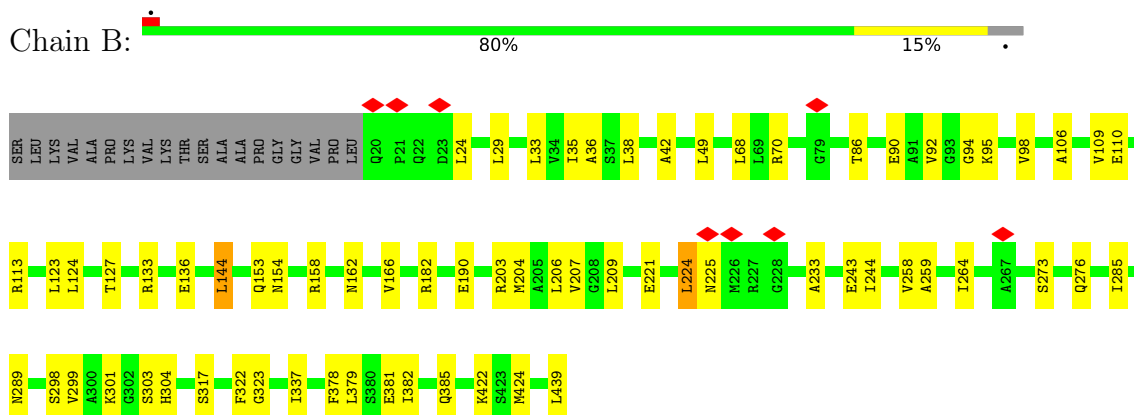 Chain B: 80% 15%
SER LEU LYS VAL ALA PRO LYS VAL LYS THR SER ALA ALA PRO GLY GLY VAL PRO LEU Q20 P21 Q22 D23 L24 L29 L33 V34 I35 A36 S37 L38 A42 L49 L68 L69 R70 G79 T86 E90 A91 V92 G93 G94 K95 V98 A106 V109 E110
R113 L123 L124 T127 R133 E136 L144 Q153 N154 R158 N162 V166 R182 E190 R203 M204 A205 L206 V207 G208 L209 E221 L224 N225 M226 R227 G228 A233 E243 I244 V258 A259 I264 A267 S273 Q276 I285
N289 S298 V299 A300 K301 G302 S303 H304 S317 F322 G323 I337 F378 L379 S380 E381 I382 Q385 K422 S423 M424 L439